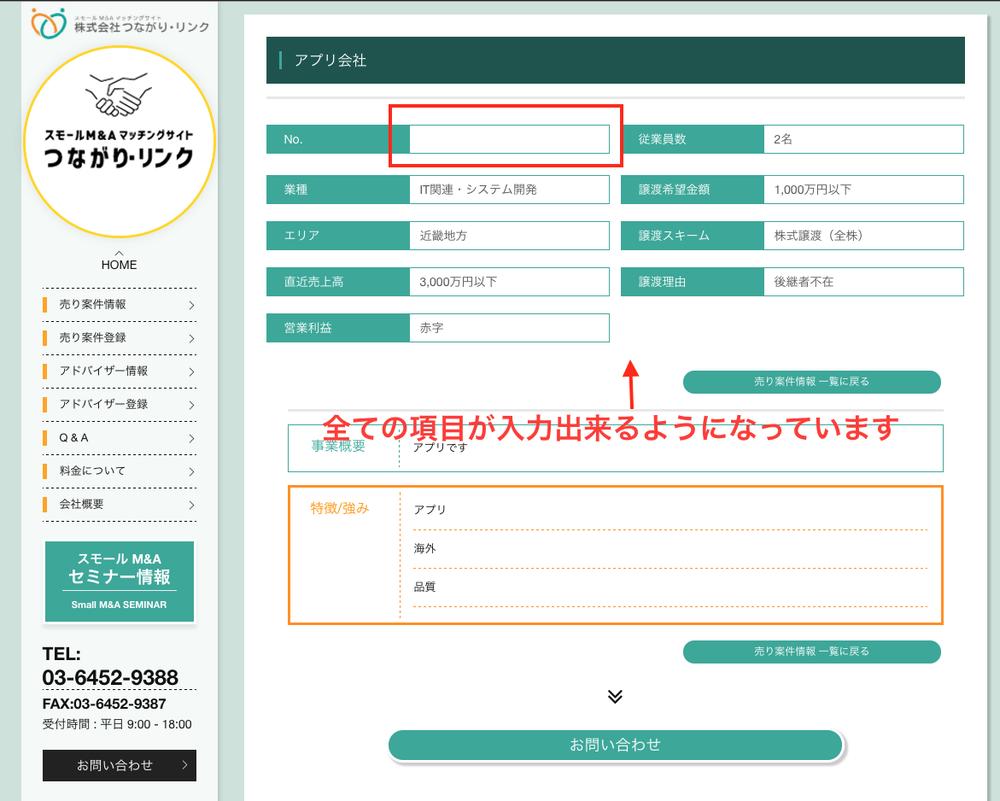 スモール M&A マッチングサイト
株式会社つながり・リンク
スモールM&Aマッチングサイト
つながり・リンク
HOME
売り案件情報
売り案件登録
アドバイザー情報
アドバイザー登録
Q & A
料金について
会社概要
スモール M&A
セミナー情報
Small M&A SEMINAR
TEL:
03-6452-9388
FAX:03-6452-9387
受付時間 : 平日 9:00 - 18:00
お問い合わせ
アプリ会社
No.
従業員数 2名
業種 IT関連・システム開発
譲渡希望金額 1,000万円以下
エリア 近畿地方
譲渡スキーム 株式譲渡（全株）
直近売上高 3,000万円以下
譲渡理由 後継者不在
営業利益 赤字
売り案件情報 一覧に戻る
全ての項目が入力出来るようになっています
事業概要 アプリです
特徴/強み アプリ
海外
品質
売り案件情報 一覧に戻る
お問い合わせ